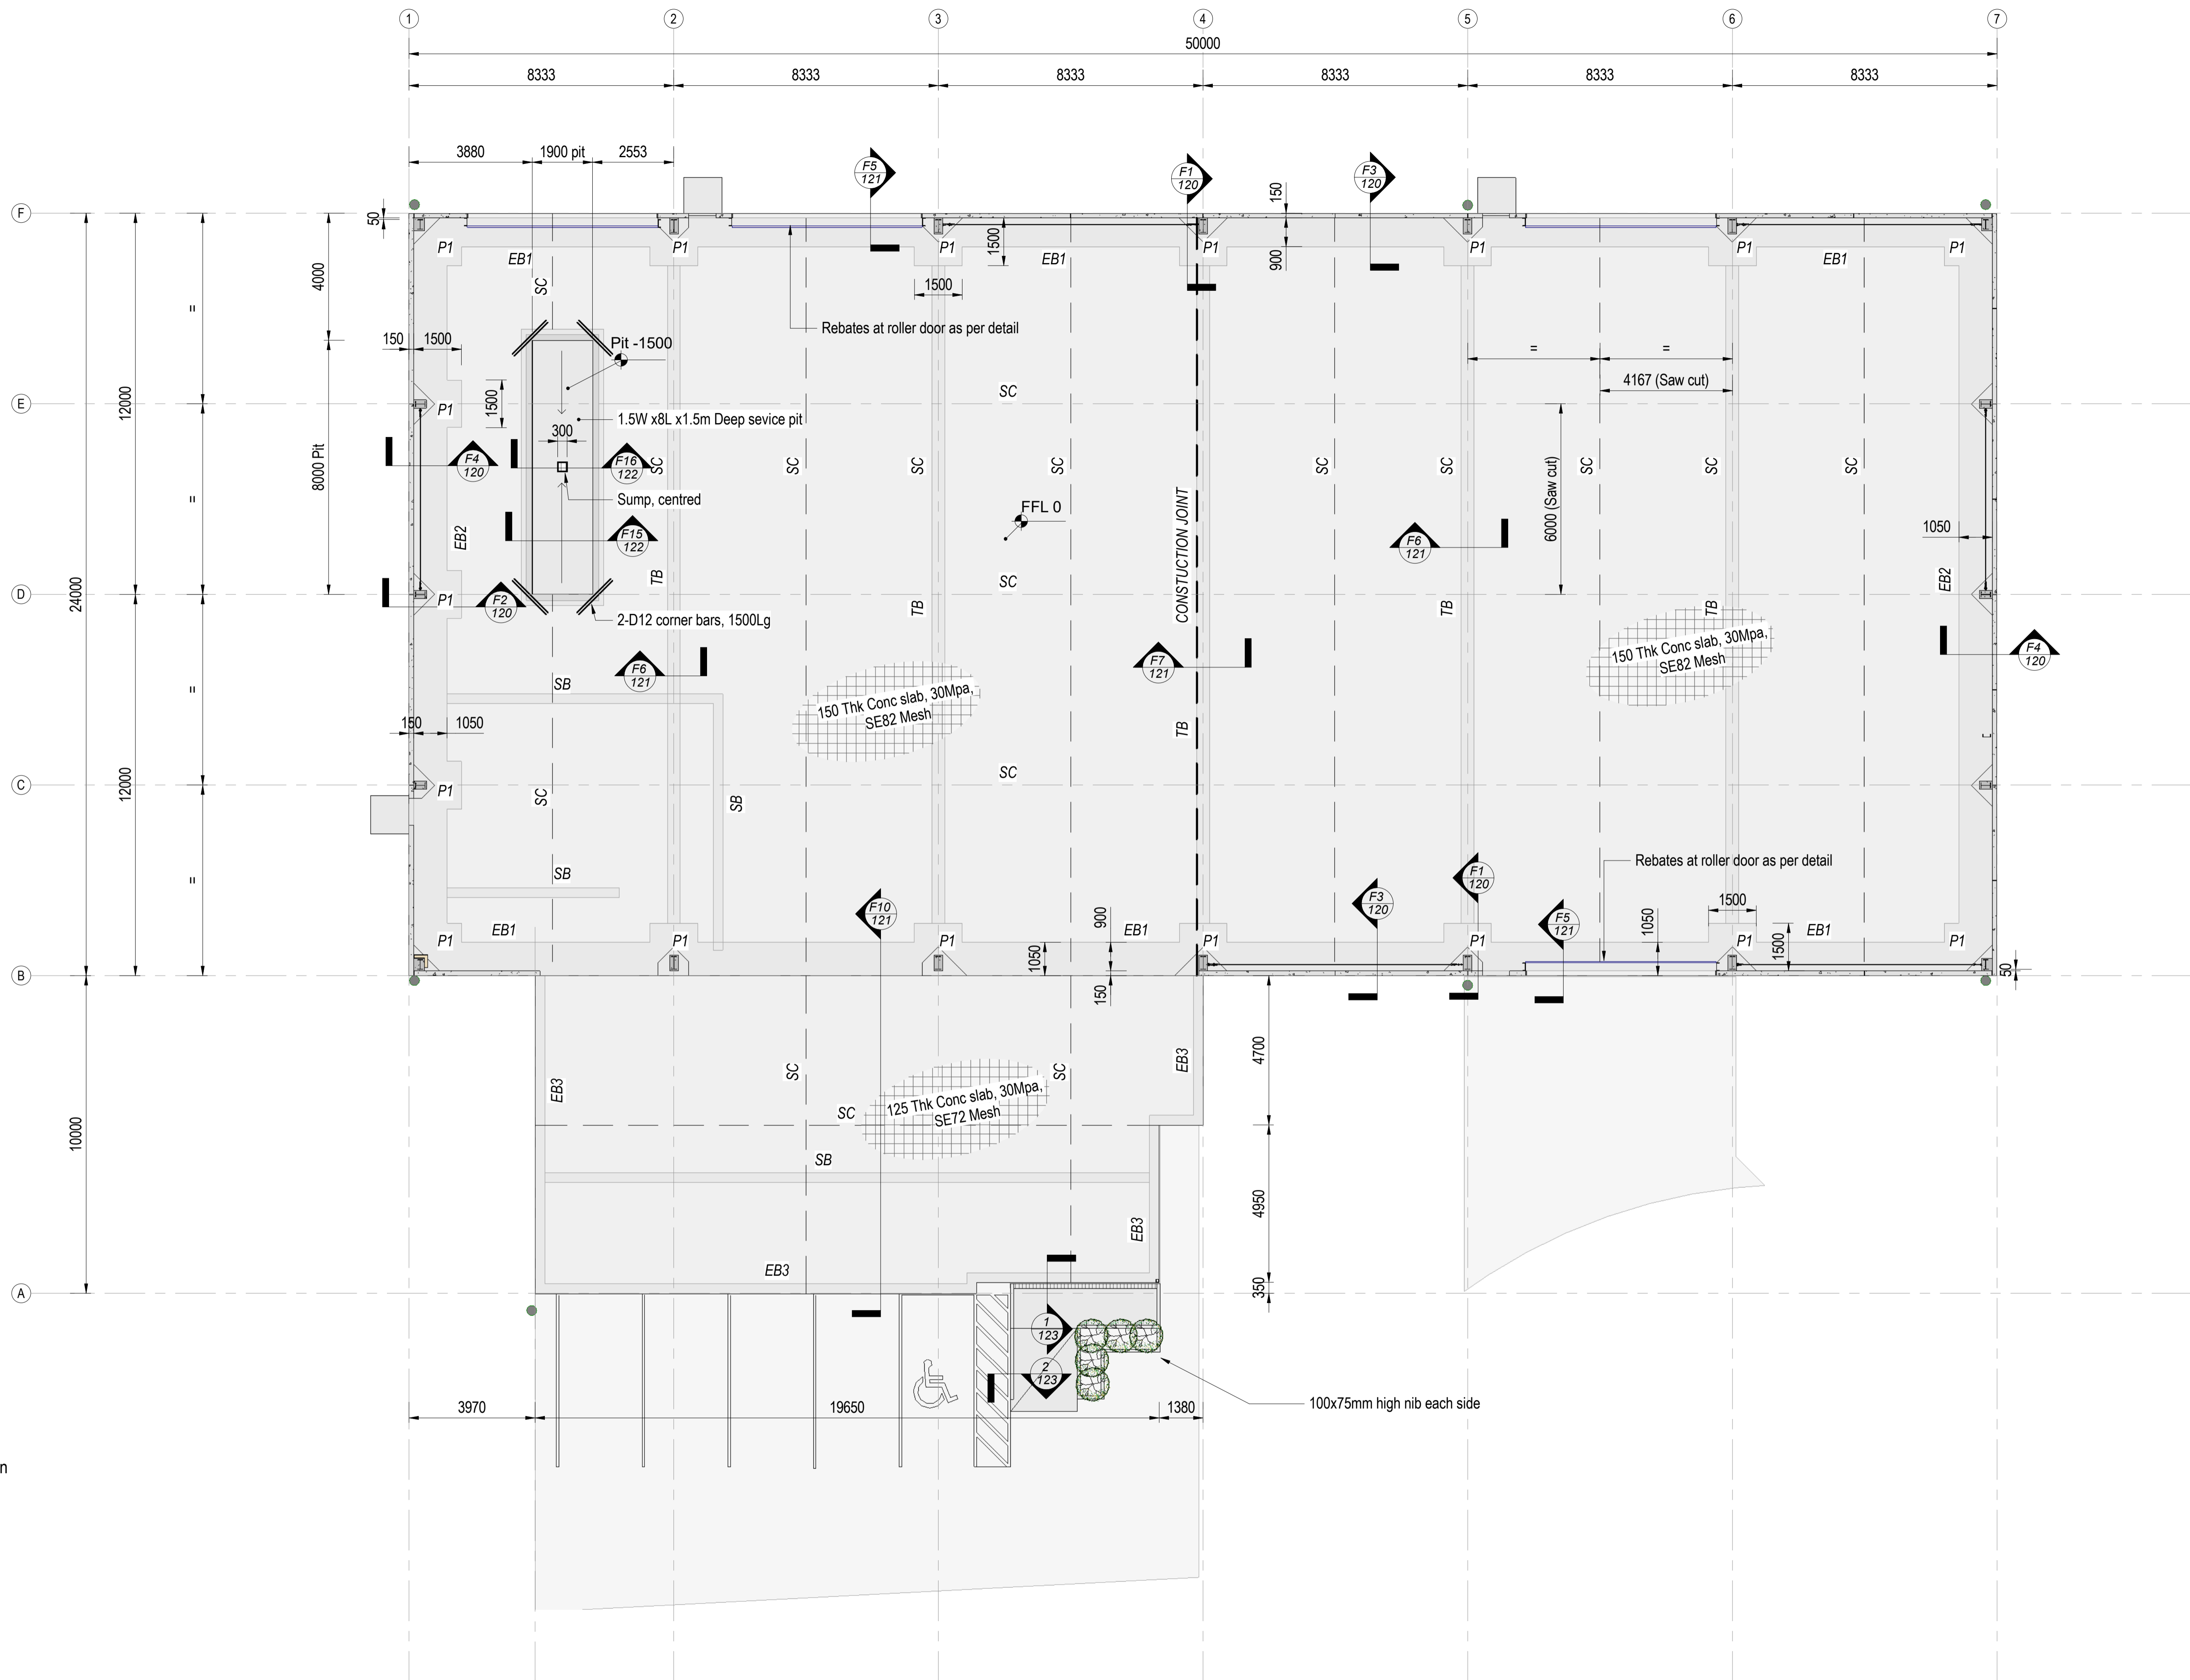 1 2 3 4 5 6 7
50000
8333 8333 8333 8333 8333 8333
3880 1900 pit 2553
F5
121
F1
120
F3
120
150
F
50
P1 P1 P1 P1 P1 P1 P1
EB1 EB1 EB1
1500
900
4000
SC
1500
=
Rebates at roller door as per detail
150 1500
Pit -1500
= =
4167 (Saw cut)
E
12000
P1
1500
SC
1.5W x8L x1.5m Deep sevice pit
300
8000 Pit
F4
120
F16
122
SC SC SC SC SC SC SC SC SC
=
Sump, centred
6000 (Saw cut)
FFL 0
CONSTUCTION JOINT
EB2
F15
122
F6
121
1050
TB
SC
EB2
D
24000
P1
F2
120
TB TB TB
2-D12 corner bars, 1500Lg
150 Thk Conc slab, 30Mpa,
SE82 Mesh
F6
121
F7
121
F4
120
SB
=
150 Thk Conc slab, 30Mpa,
SE82 Mesh
150 1050
TB
SC
C
12000
P1
SC
SB
Rebates at roller door as per detail
SB
=
F1
120
F3
120
F10
121
F5
121
1500
EB1 EB1 EB1
900
1050
1050
1500
P1 P1 P1 P1 P1 P1
B
150
50
4700
EB3
EB3
SC SC
125 Thk Conc slab, 30Mpa,
SE72 Mesh
SC
10000
SB
4950
EB3
EB3
350
A
1
123
2
123
3970 19650 1380
100x75mm high nib each side
n